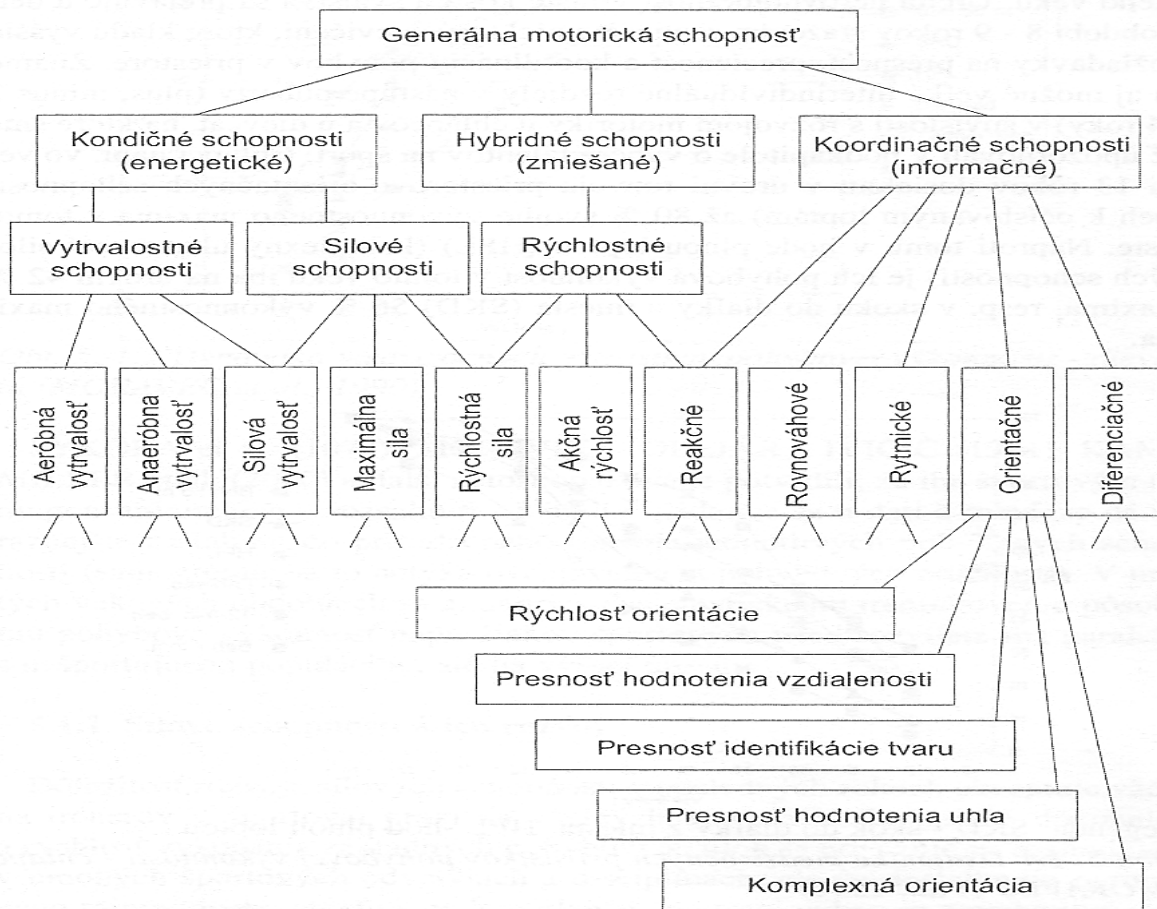 Generálna motorická schopnosť
Kondičné schopnosti
(energetické)
Hybridné schopnosti
(zmiešané)
Koordinačné schopnosti
(informačné)
Vytrvalostné
schopnosti
Silové
schopnosti
Rýchlostné
schopnosti
Aeróbná
vytrvalosť
Anaeróbna
vytrvalosť
Silová
vytrvalosť
Maximálna
sila
Rýchlostná
sila
Akčná
rýchlosť
Reakčné
Rovnováhové
Rytmické
Orientačné
Diferenciačné
Rýchlosť orientácie
Presnosť hodnotenia vzdialenosti
Presnosť identifikácie tvaru
Presnosť hodnotenia uhla
Komplexná orientácia